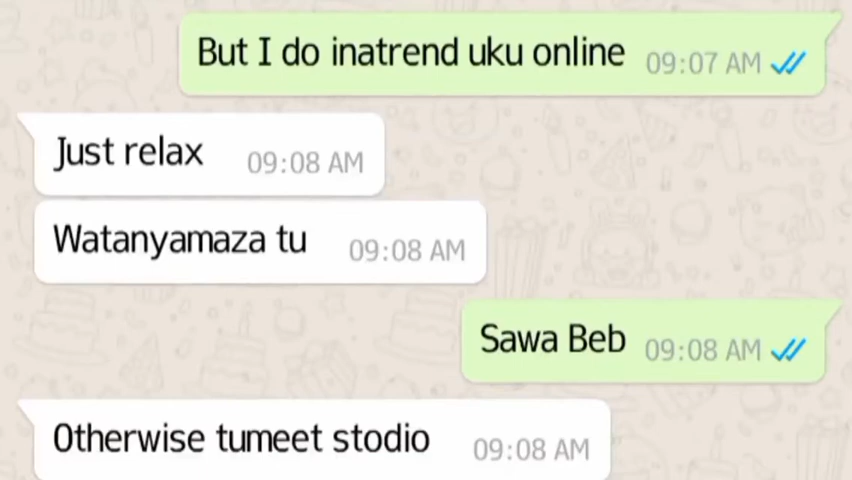 But I do inatrend uku online 09:07 AM
Just relax 09:08 AM
Watanyamaza tu 09:08 AM
Sawa Beb 09:08 AM
Otherwise tumeet stodio 09:08 AM